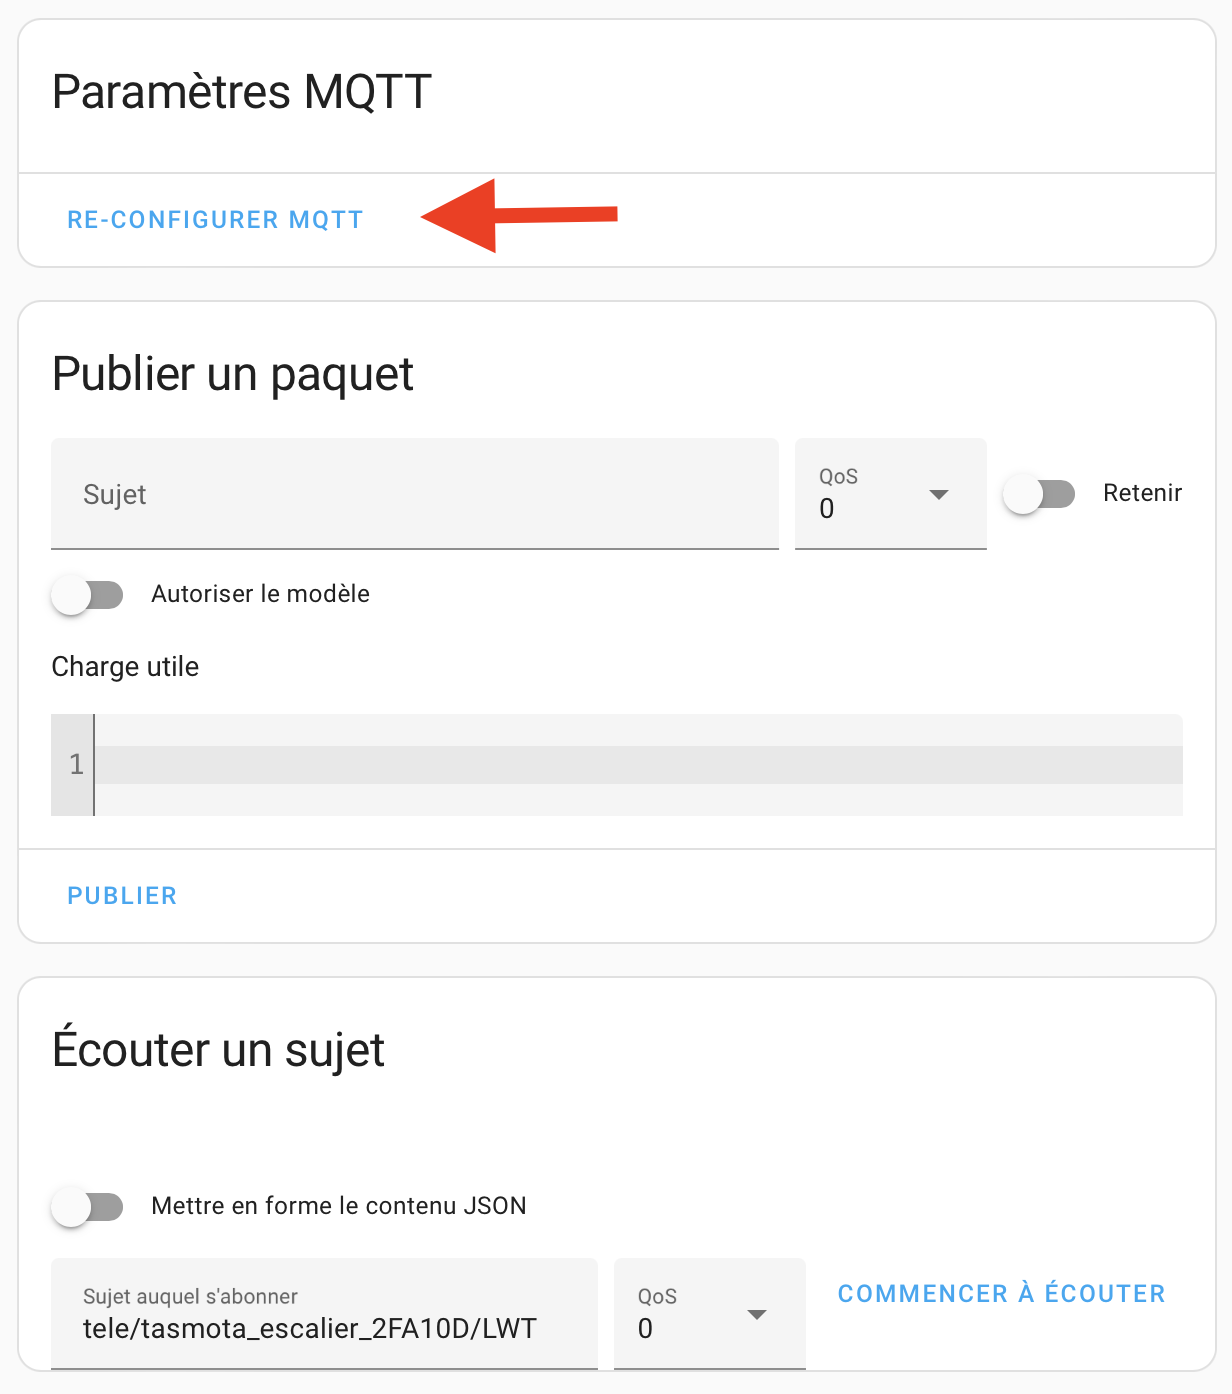 Paramètres MQTT
RE-CONFIGURER MQTT
Publier un paquet
Sujet
QoS
0
Retenir
Autoriser le modèle
Charge utile
1
PUBLIER
Écouter un sujet
Mettre en forme le contenu JSON
Sujet auquel s'abonner
tele/tasmota_escalier_2FA10D/LWT
QoS
0
COMMENCER À ÉCOUTER